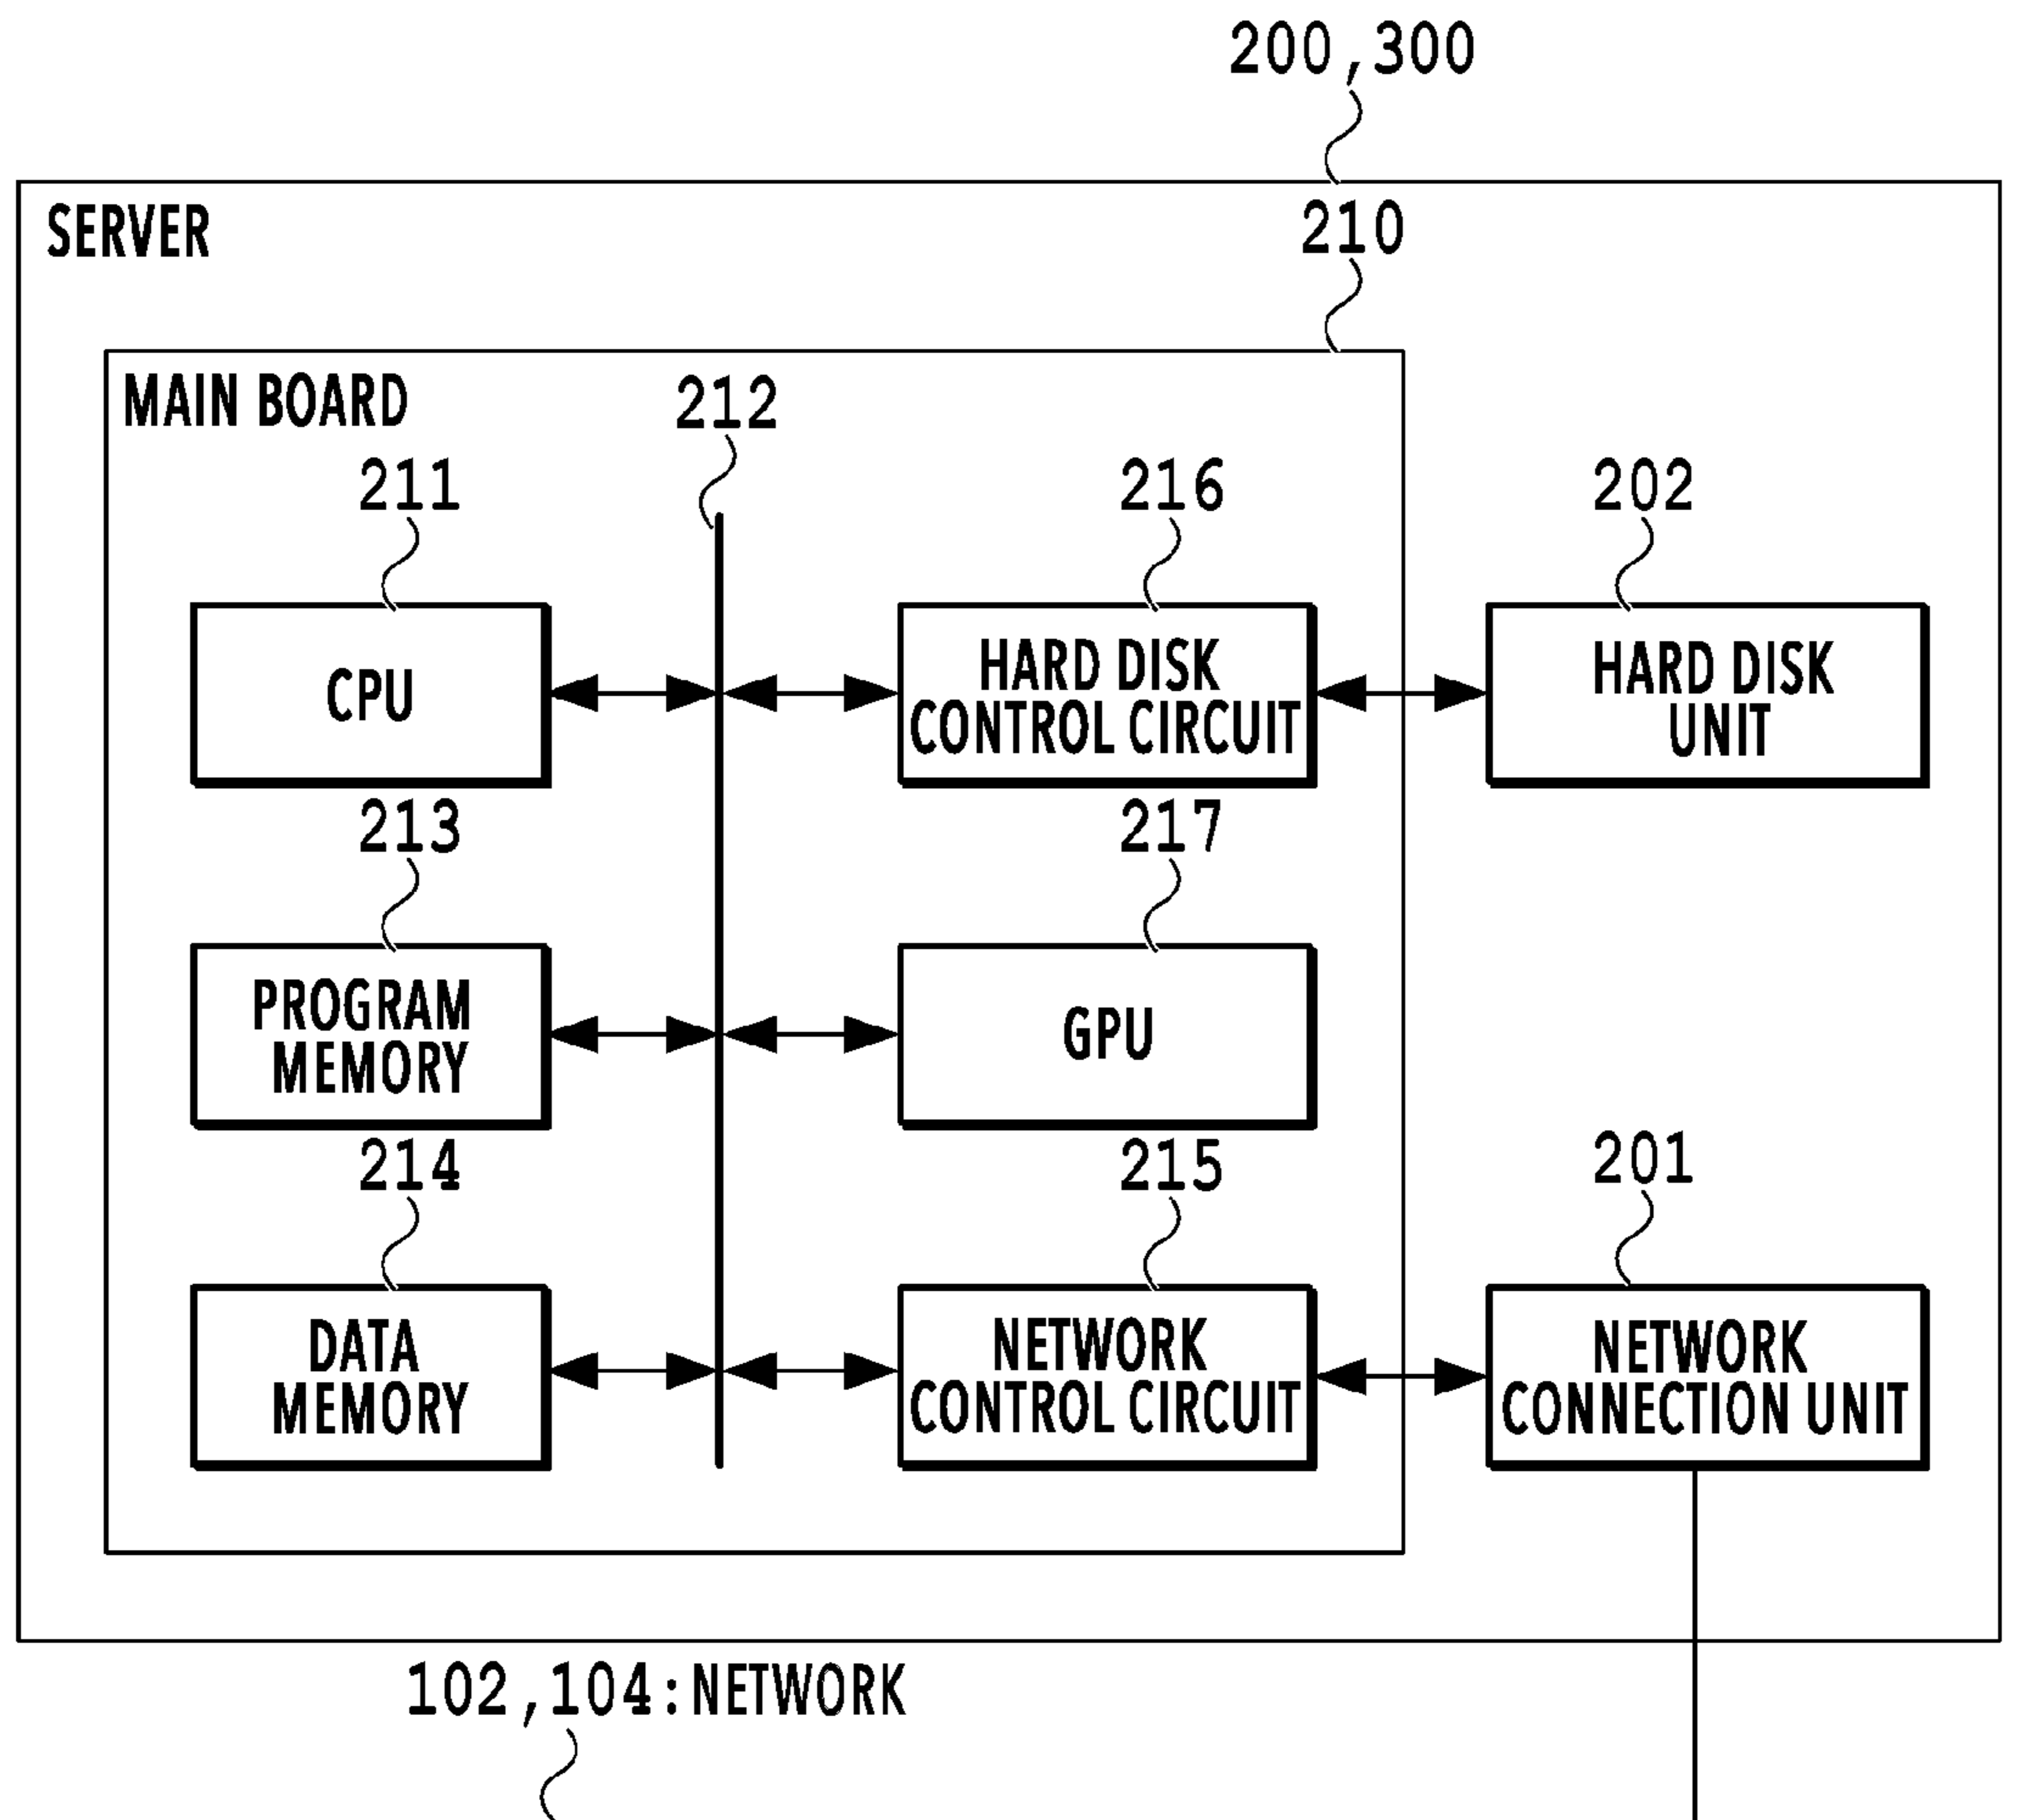 200,300
SERVER
210
MAIN BOARD
212
211
216
202
CPU
HARD DISK
CONTROL CIRCUIT
HARD DISK
UNIT
213
217
PROGRAM
MEMORY
GPU
214
215
201
DATA
MEMORY
NETWORK
CONTROL CIRCUIT
NETWORK
CONNECTION UNIT
102,104:NETWORK